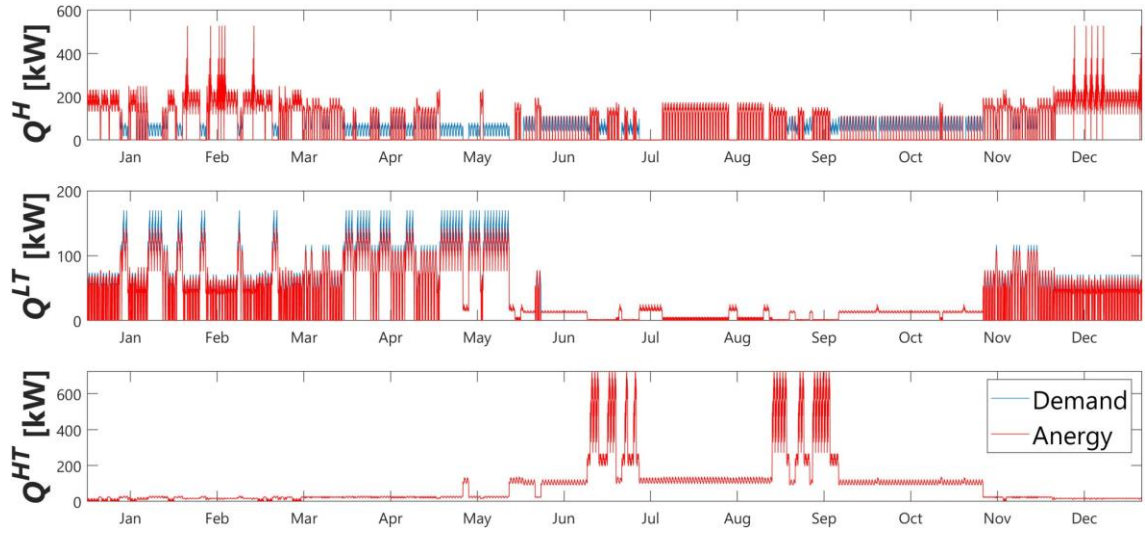 Q^H [kW]
600
400
200
0
Jan Feb Mar Apr May Jun Jul Aug Sep Oct Nov Dec
Q^LT [kW]
200
100
0
Jan Feb Mar Apr May Jun Jul Aug Sep Oct Nov Dec
Q^HT [kW]
600
400
200
0
Demand
Anergy
Jan Feb Mar Apr May Jun Jul Aug Sep Oct Nov Dec